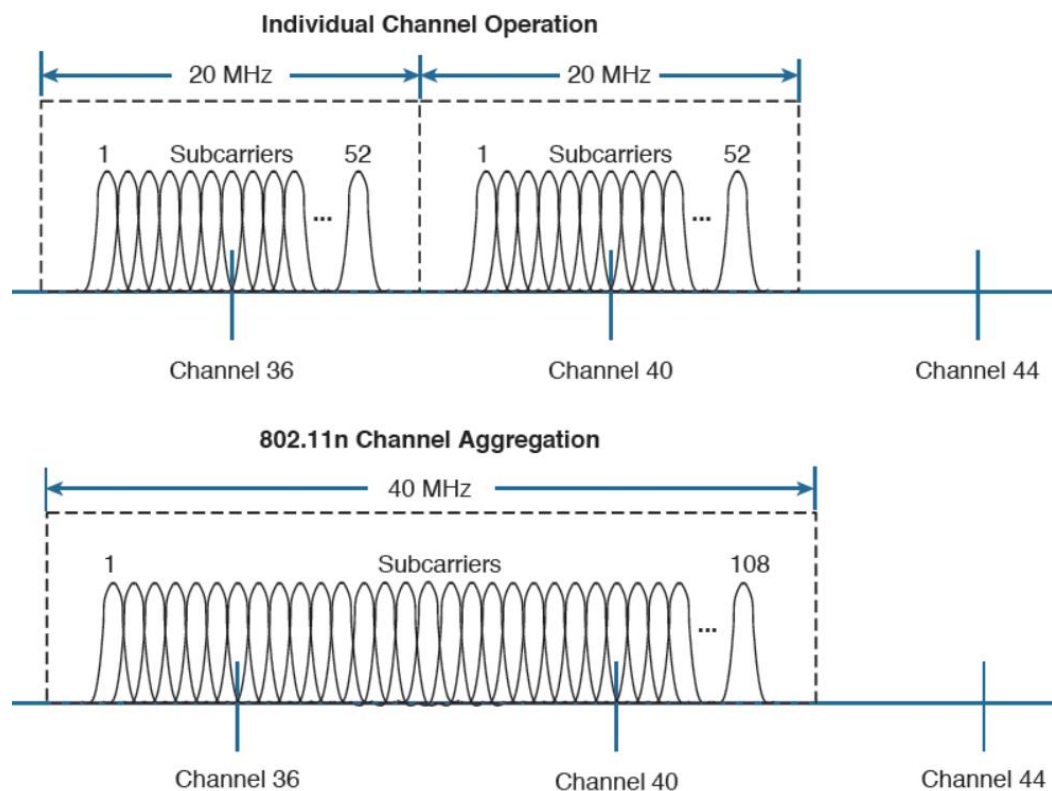 Individual Channel Operation
20 MHz 20 MHz
1 Subcarriers 52 1 Subcarriers 52
... ...
Channel 36 Channel 40 Channel 44
802.11n Channel Aggregation
40 MHz
1 Subcarriers 108
...
Channel 36 Channel 40 Channel 44